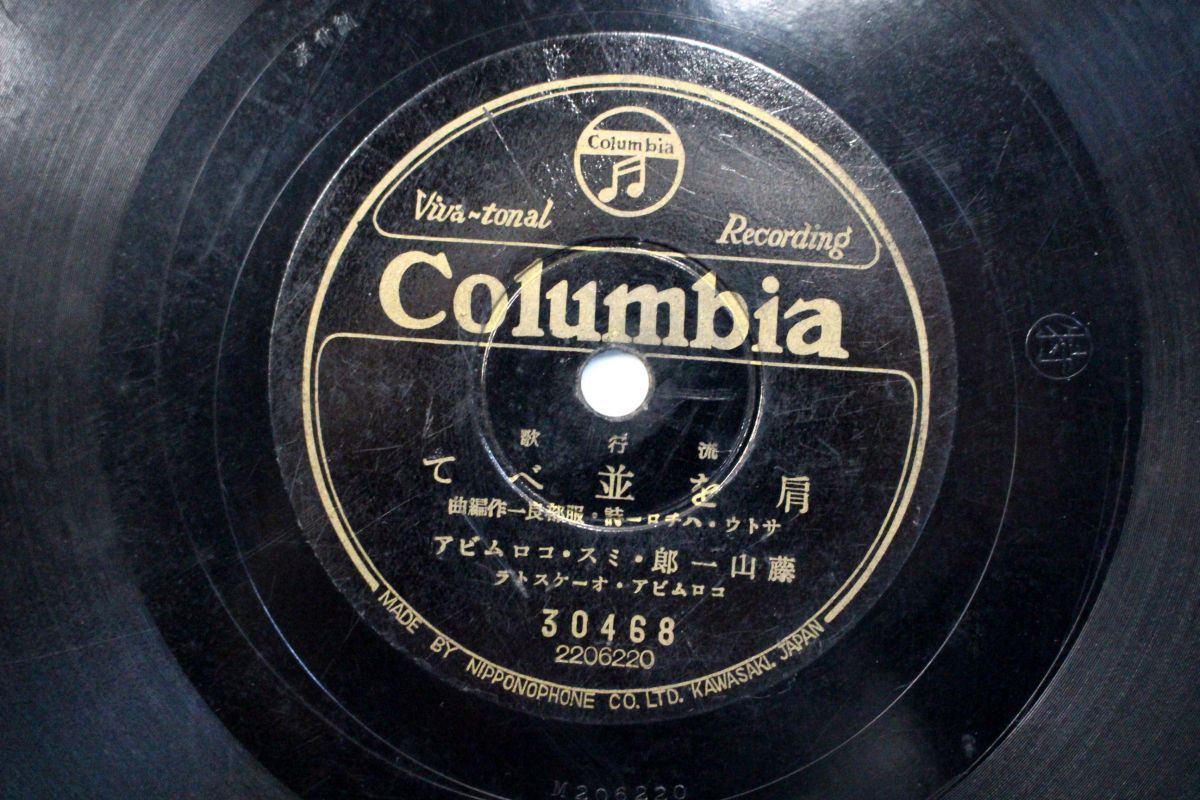 Columbia
Viva-tonal Recording
Columbia
流行歌
肩を並べて
サトウ・ハチロー詩・服部良一作編曲
藤山一郎・ミス・コロムビア
コロムビア・オーケストラ
30468
2206220
MADE BY NIPPONOPHONE CO. LTD. KAWASAKI, JAPAN
M206220